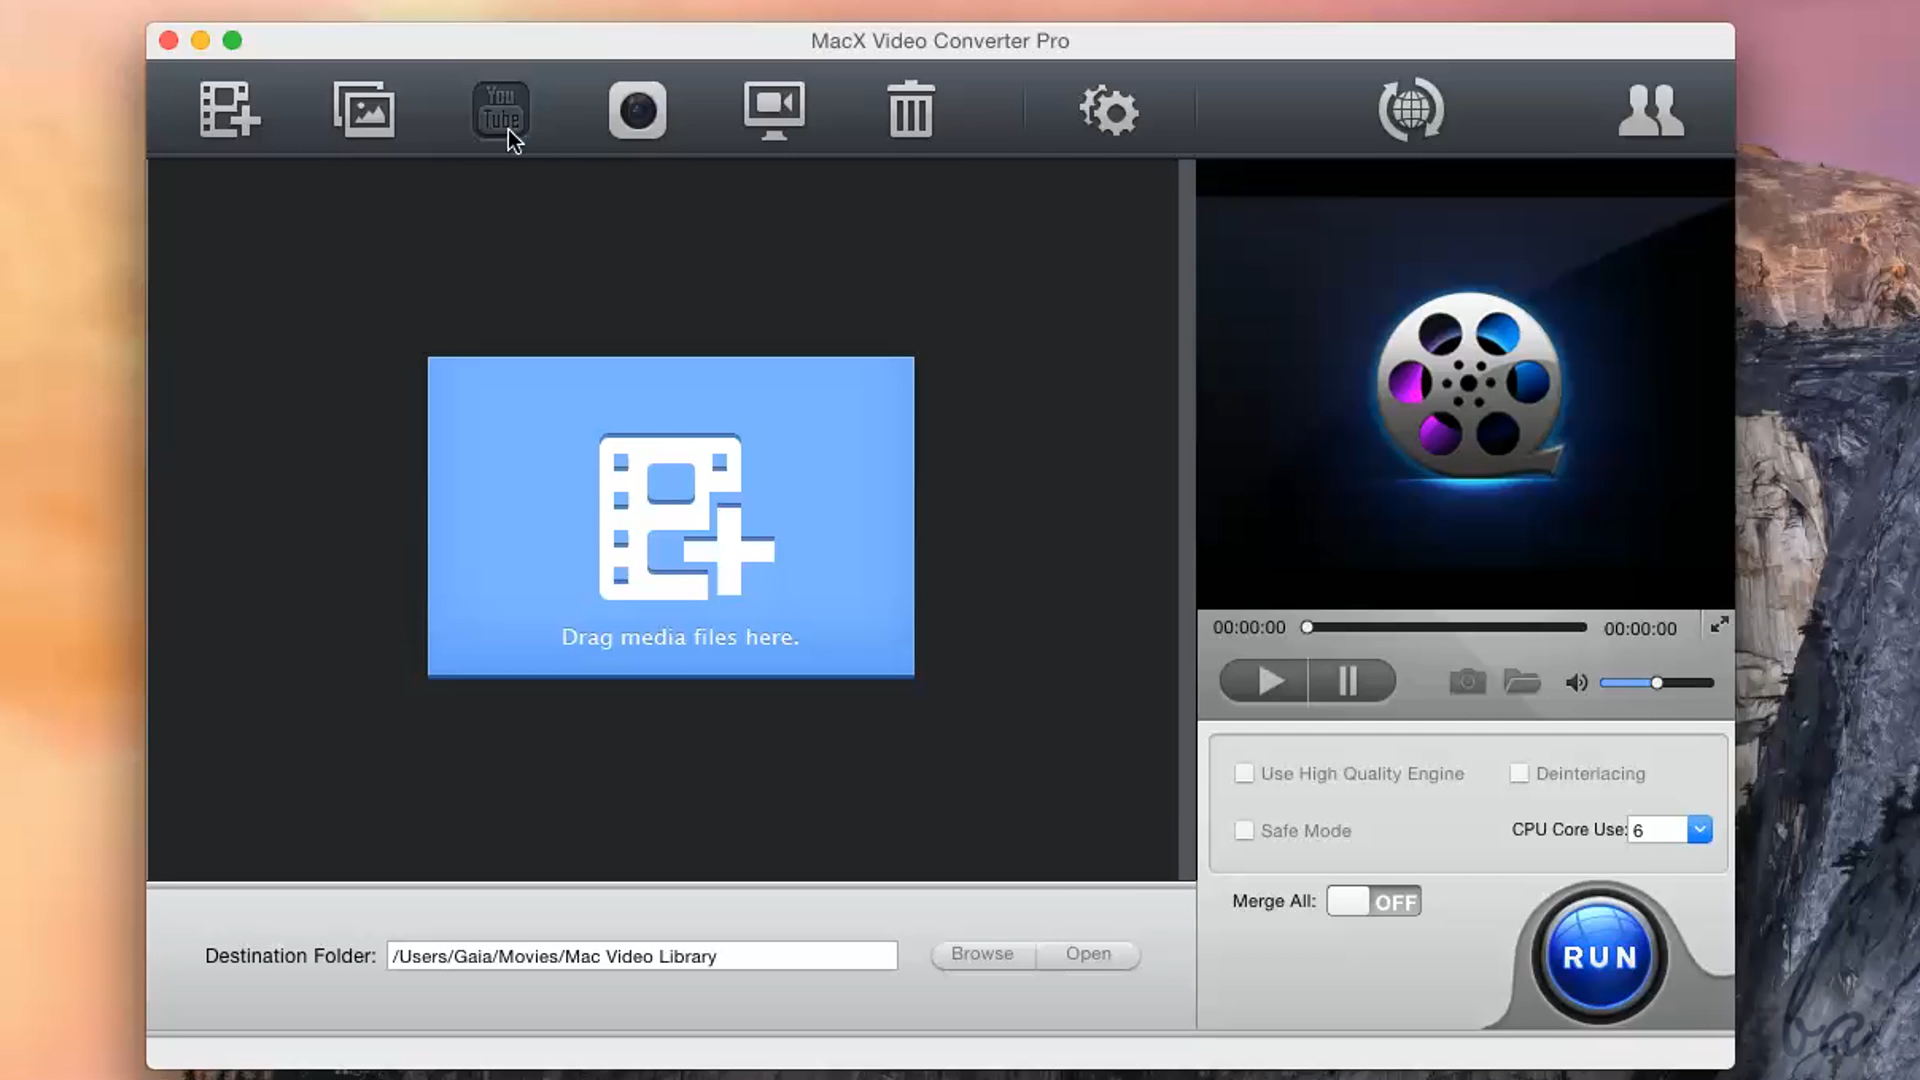 MacX Video Converter Pro
You
Tube
Drag media files here.
00:00:00
00:00:00
Use High Quality Engine
Deinterlacing
Safe Mode
CPU Core Use: 6
Merge All: OFF
Destination Folder: /Users/Gaia/Movies/Mac Video Library
Browse
Open
RUN